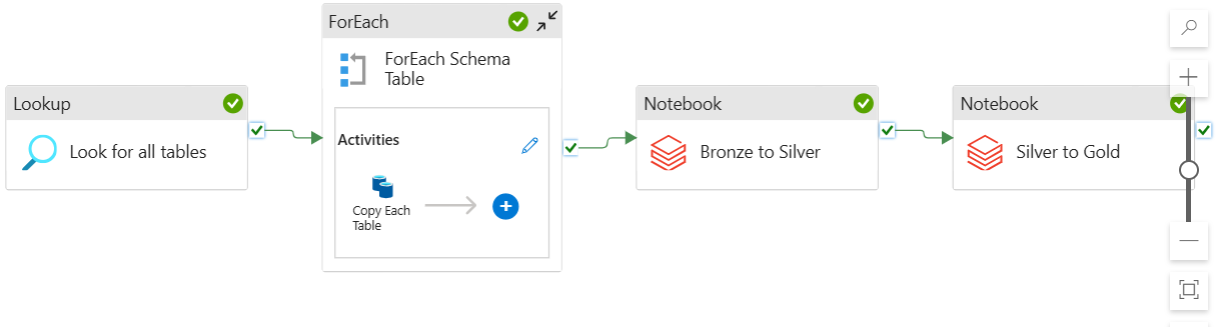 Lookup
Look for all tables
ForEach
ForEach Schema
Table
Activities
Copy Each
Table
Notebook
Bronze to Silver
Notebook
Silver to Gold